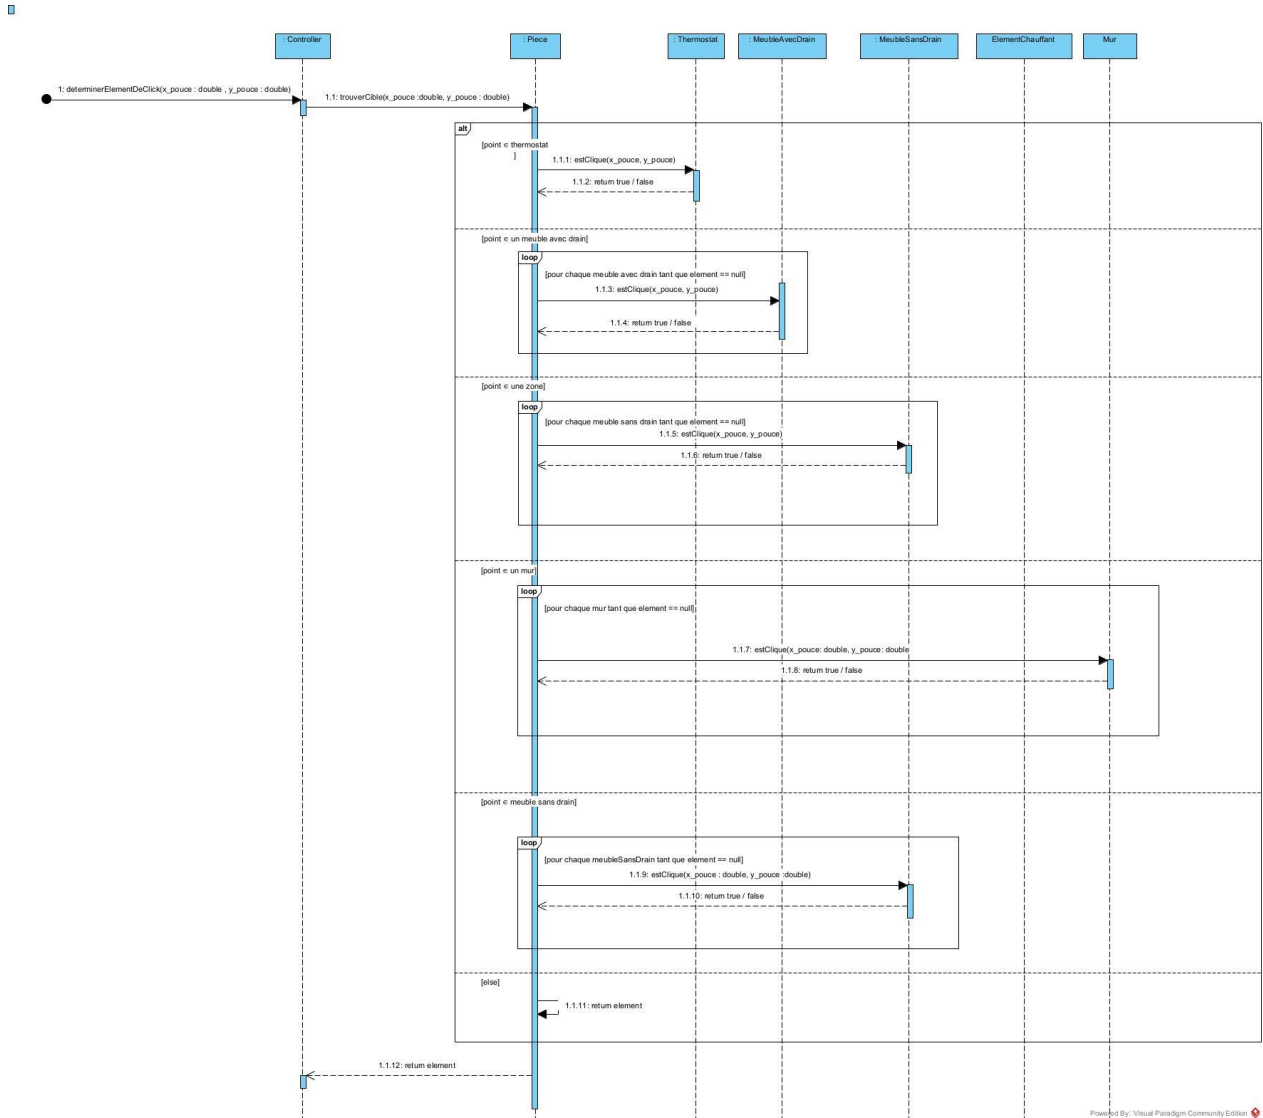 : Controller
: Piece
: Thermostat
: MeubleAvecDrain
: MeubleSansDrain
ElementChauffant
Mur
1: determinerElementDeClick(x_pouce : double , y_pouce : double)
1.1: trouverCible(x_pouce :double, y_pouce : double)
alt
[point ∈ thermostat
]
1.1.1: estClique(x_pouce, y_pouce)
1.1.2: return true / false
[point ∈ un meuble avec drain]
loop
[pour chaque meuble avec drain tant que element == null]
1.1.3: estClique(x_pouce, y_pouce)
1.1.4: return true / false
[point ∈ une zone]
loop
[pour chaque meuble sans drain tant que element == null]
1.1.5: estClique(x_pouce, y_pouce)
1.1.6: return true / false
[point ∈ un mur]
loop
[pour chaque mur tant que element == null]
1.1.7: estClique(x_pouce: double, y_pouce: double
1.1.8: return true / false
[point ∈ meuble sans drain]
loop
[pour chaque meubleSansDrain tant que element == null]
1.1.9: estClique(x_pouce : double, y_pouce :double)
1.1.10: return true / false
[else]
1.1.11: return element
1.1.12: return element
Powered By: Visual Paradigm Community Edition